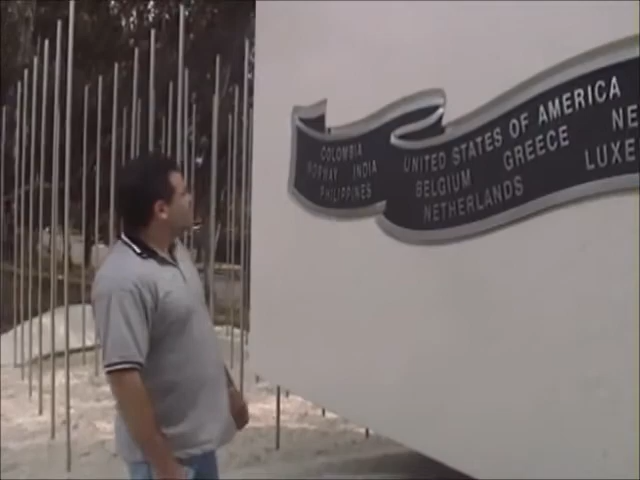 COLOMBIA
NORWAY INDIA
PHILIPPINES
UNITED STATES OF AMERICA
BELGIUM GREECE NE
NETHERLANDS LUXE